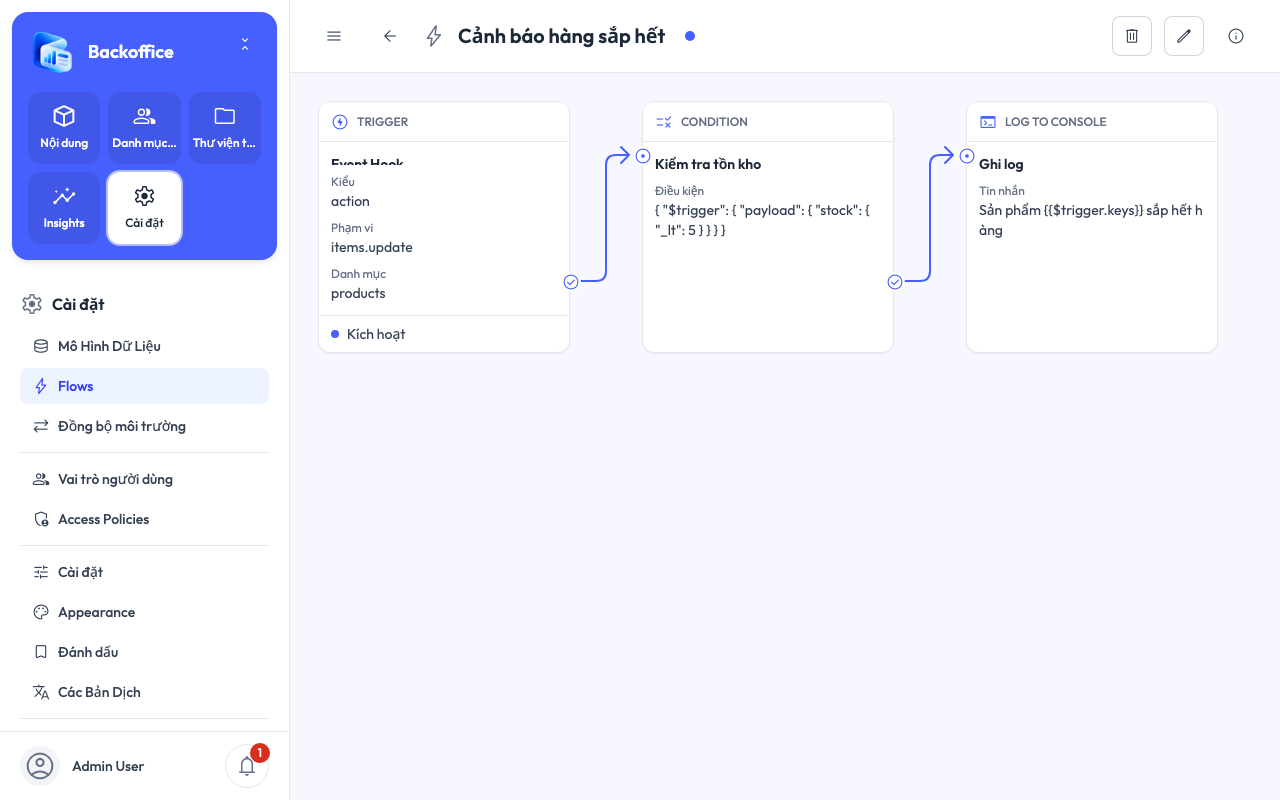 Backoffice
Nội dung
Danh mục...
Thư viện t...
Insights
Cài đặt
Cài đặt
Mô Hình Dữ Liệu
Flows
Đồng bộ môi trường
Vai trò người dùng
Access Policies
Cài đặt
Appearance
Đánh dấu
Các Bản Dịch
Admin User
1
Cảnh báo hàng sắp hết
TRIGGER
Event Hook
Kiểu
action
Phạm vi
items.update
Danh mục
products
Kích hoạt
CONDITION
Kiểm tra tồn kho
Điều kiện
{ "$trigger": { "payload": { "stock": {
"_lt": 5 } } } }
LOG TO CONSOLE
Ghi log
Tin nhắn
Sản phẩm {{$trigger.keys}} sắp hết h
àng